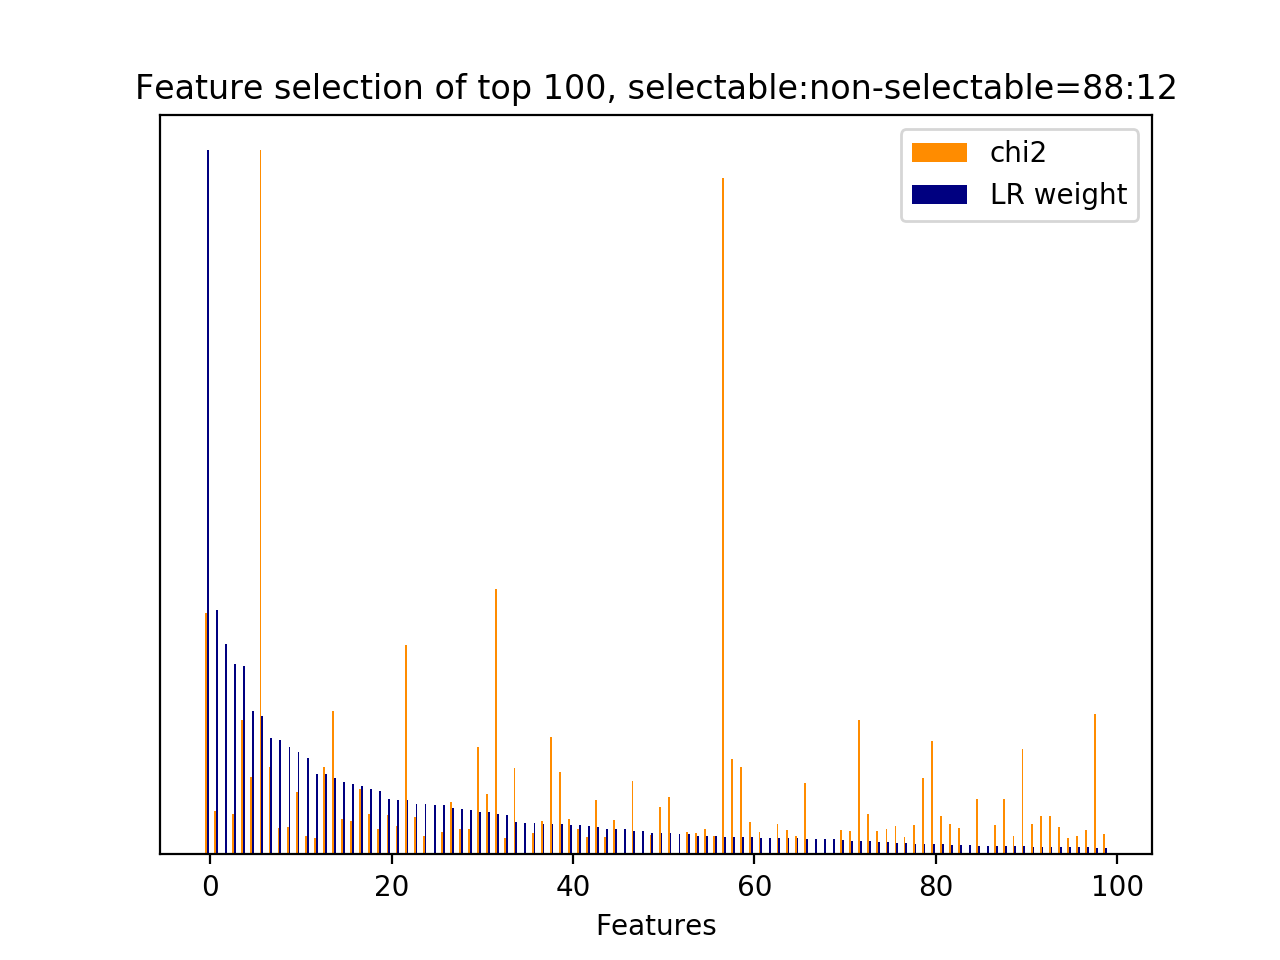 Feature selection of top 100, selectable:non-selectable=88:12
chi2
LR weight
0 20 40 60 80 100
Features